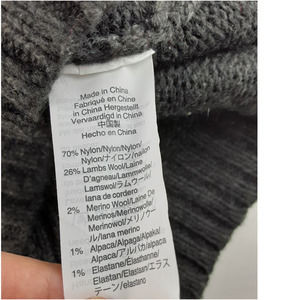 Made in China
Fabriqué en Chine
In China Hergestellt
Vervaardigd in China
中国製
Hecho en China
70% Nylon/Nylon/Nylon/
Nylon/ナイロン/nailon
26% Lambs Wool/Laine
D'agneau/Lammwolle/
Lamswol/ラムウール/
lana de cordero
2% Merino Wool/Laine De
Merinos/Merinowolle/
Merinowol/メリノウー
ル/lana merino
1% Alpaca/Alpaga/Alpaka/
Alpaca/アルパカ/alpaca
1% Elastane/Élasthanne/
Elastan/Elastaan/エラス
テーン/elastano